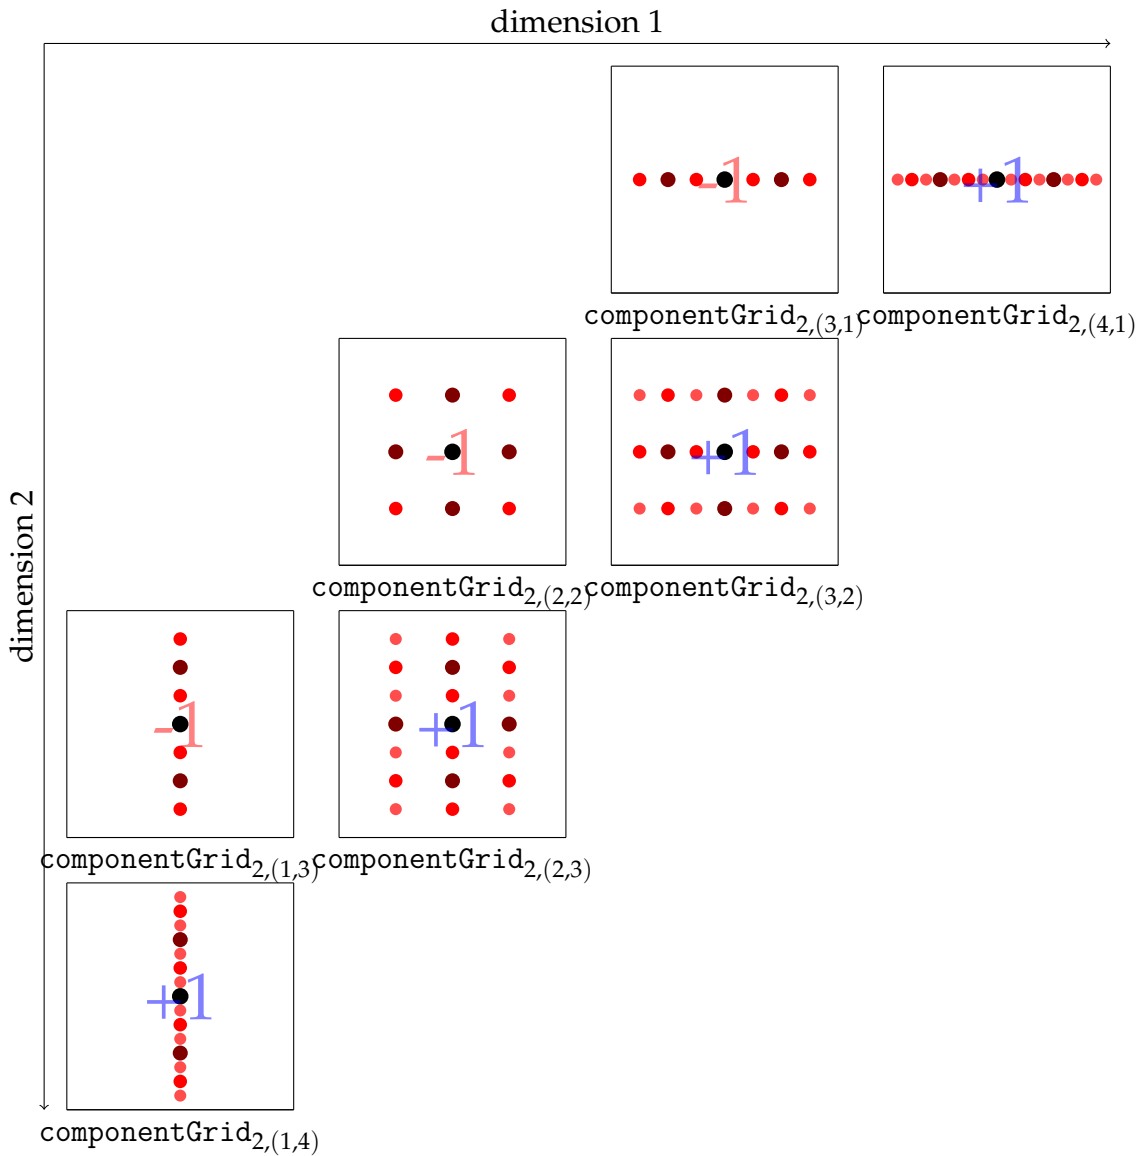 dimension 1
-1
+1
componentGrid2,(3,1)
componentGrid2,(4,1)
-1
+1
componentGrid2,(2,2)
componentGrid2,(3,2)
dimension 2
-1
+1
componentGrid2,(1,3)
componentGrid2,(2,3)
+1
componentGrid2,(1,4)